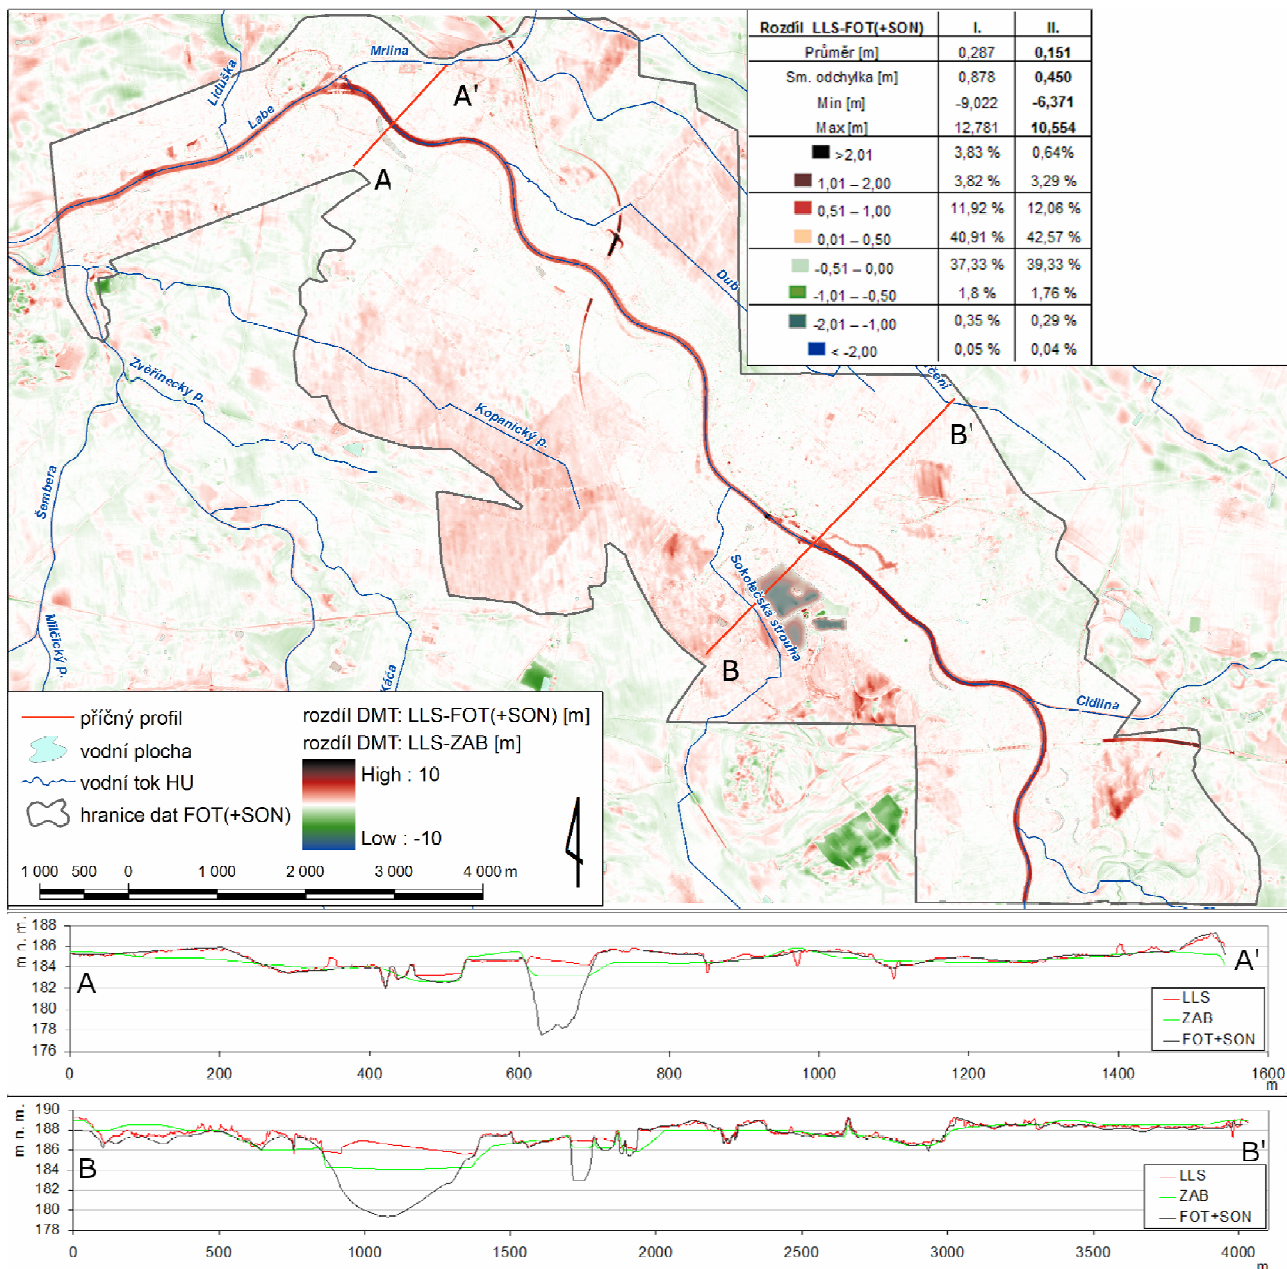 Rozdíl LLS-FOT(+SON) I. II.
Průměr [m] 0,287 0,151
Sm. odchylka [m] 0,878 0,450
Min [m] -9,022 -6,371
Max [m] 12,781 10,554
>2,01 3,83 % 0,64%
1,01 – 2,00 3,82 % 3,29 %
0,51 – 1,00 11,92 % 12,06 %
0,01 – 0,50 40,91 % 42,57 %
-0,51 – 0,00 37,33 % 39,33 %
-1,01 – -0,50 1,8 % 1,76 %
-2,01 – -1,00 0,35 % 0,29 %
< -2,00 0,05 % 0,04 %
Mrlina
Liduška
Labe
A'
A
Dub
čení
Zvěřinecký p.
Kopanický p.
B'
Šembera
Sokolečská strouha
Milčický p.
Káča
B
Cidlina
příčný profil
vodní plocha
vodní tok HU
hranice dat FOT(+SON)
rozdíl DMT: LLS-FOT(+SON) [m]
rozdíl DMT: LLS-ZAB [m]
High : 10
Low : -10
1 000 500 0 1 000 2 000 3 000 4 000 m
m n. m.
188
186
184
182
180
178
176
A
A'
LLS
ZAB
FOT+SON
0 200 400 600 800 1000 1200 1400 1600
m
m n. m.
190
188
186
184
182
180
178
B
B'
LLS
ZAB
FOT+SON
0 500 1000 1500 2000 2500 3000 3500 4000
m